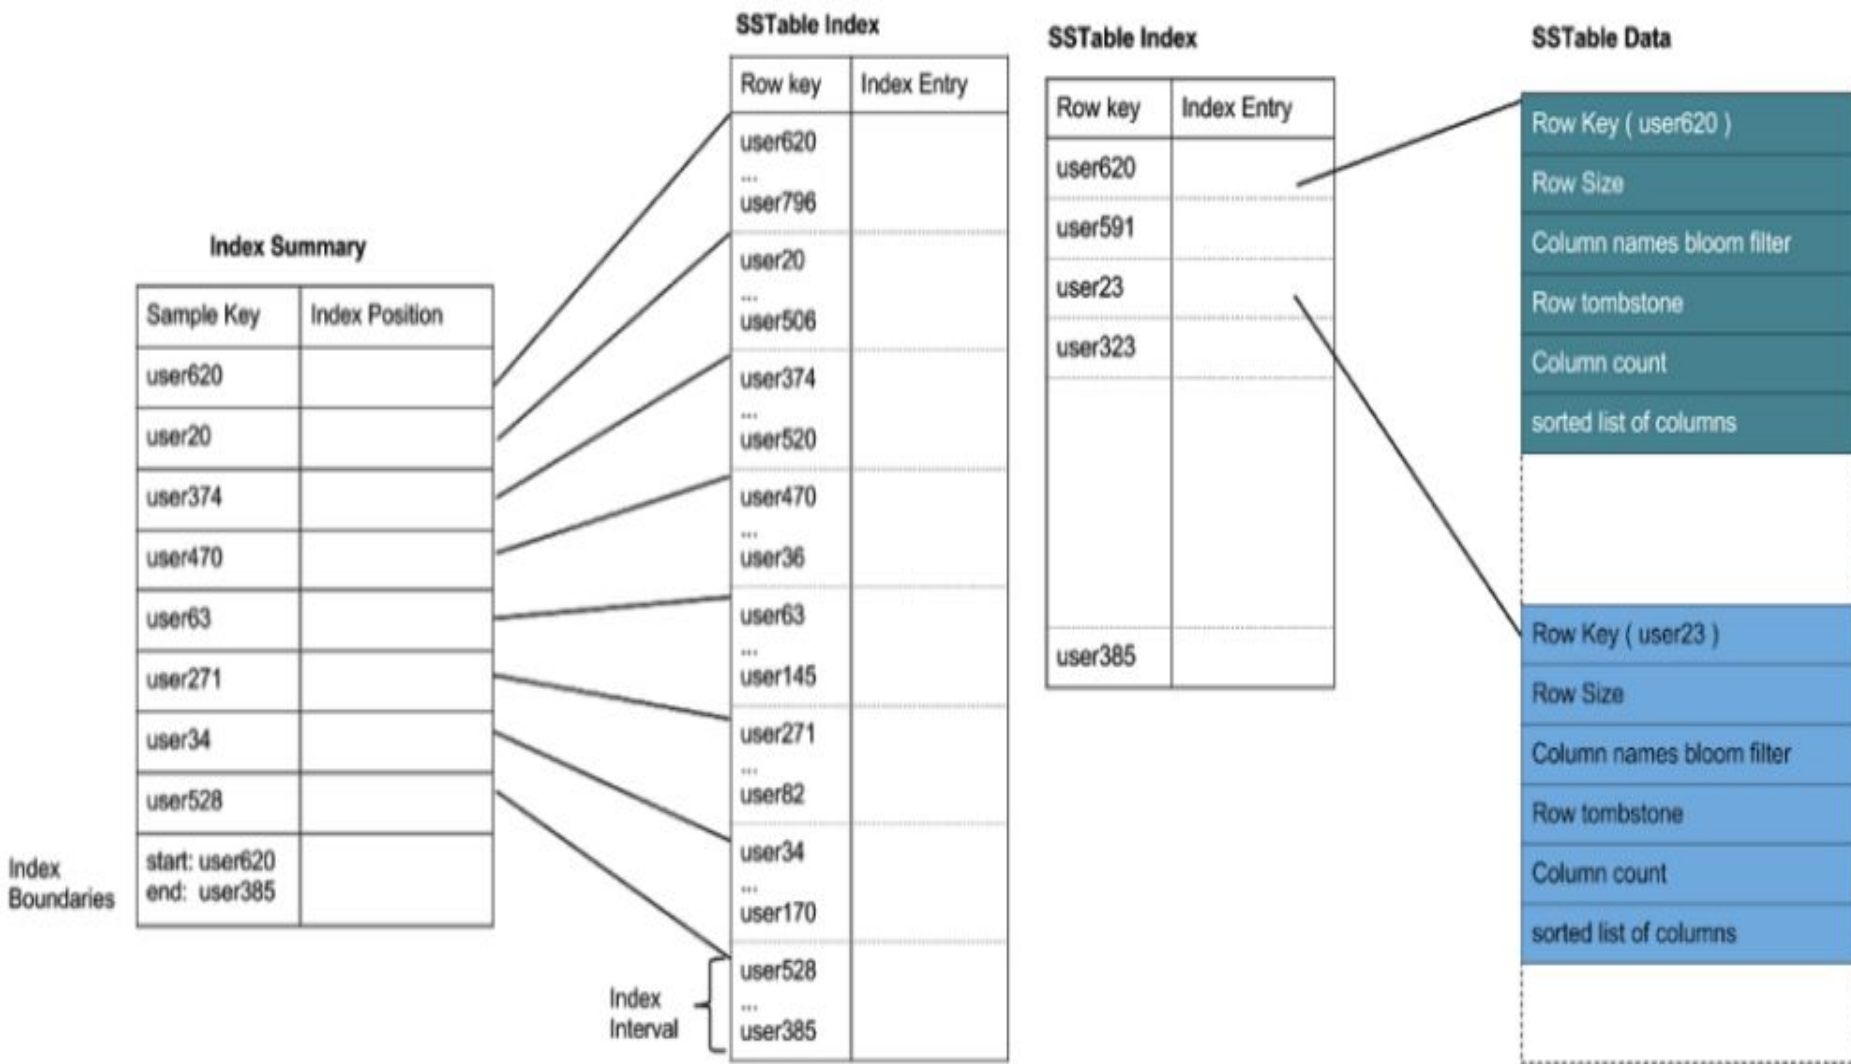 Index Summary
Sample Key Index Position
user620
user20
user374
user470
user63
user271
user34
user528
Index Boundaries
start: user620
end: user385
SSTable Index
Row key Index Entry
user620
...
user796
user20
...
user506
user374
...
user520
user470
...
user36
user63
...
user145
user271
...
user82
user34
...
user170
Index Interval
user528
...
user385
SSTable Index
Row key Index Entry
user620
user591
user23
user323
user385
SSTable Data
Row Key ( user620 )
Row Size
Column names bloom filter
Row tombstone
Column count
sorted list of columns
Row Key ( user23 )
Row Size
Column names bloom filter
Row tombstone
Column count
sorted list of columns